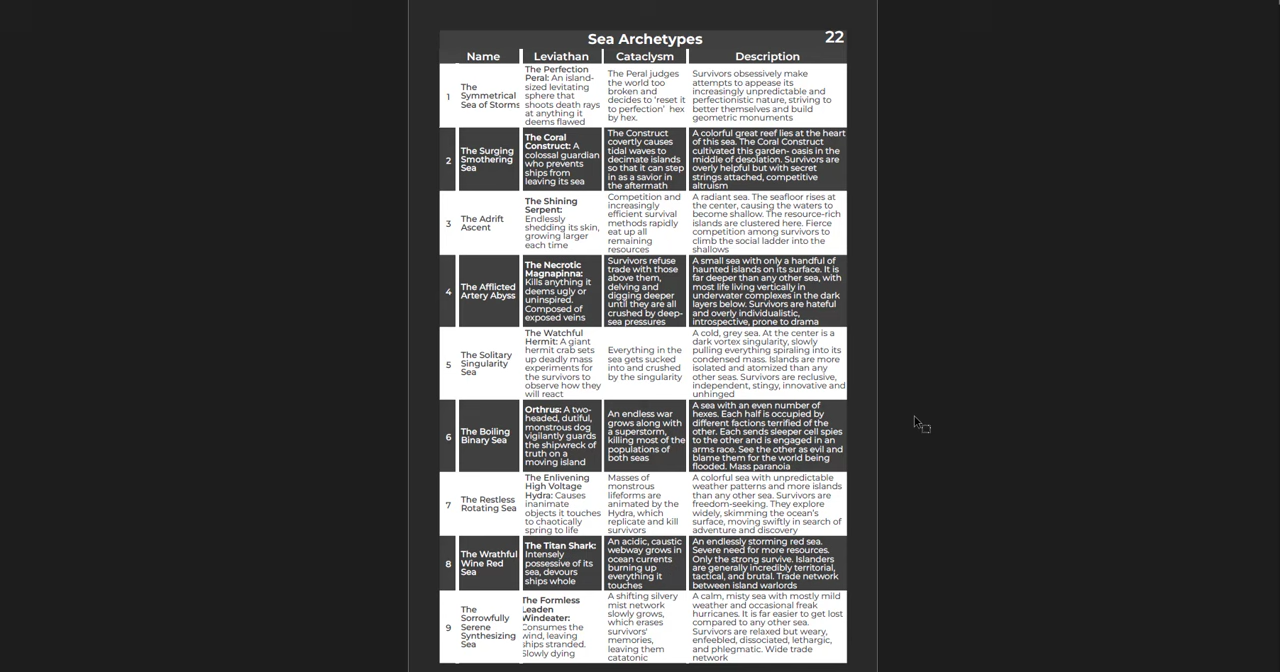 Sea Archetypes
22
Name
Leviathan
Cataclysm
Description
1
The
Symmetrical
Sea of Storms
The Perfection
Peral: An island-
sized levitating
sphere that
shoots death rays
at anything it
deems flawed
The Peral judges
the world too
broken and
decides to 'reset it
to perfection' hex
by hex.
Survivors obsessively make
attempts to appease its
increasingly unpredictable and
perfectionistic nature, striving to
better themselves and build
geometric monuments
2
The Surging
Smothering
Sea
The Coral
Construct: A
colossal guardian
who prevents
ships from
leaving its sea
The Construct
covertly causes
tidal waves to
decimate islands
so that it can step
in as a savior in
the aftermath
A colorful great reef lies at the heart
of this sea. The Coral Construct
cultivated this garden- oasis in the
middle of desolation. Survivors are
overly helpful but with secret
strings attached, competitive
altruism
3
The Adrift
Ascent
The Shining
Serpent:
Endlessly
shedding its skin,
growing larger
each time
Competition and
increasingly
efficient survival
methods rapidly
eat up all
remaining
resources
A radiant sea. The seafloor rises at
the center, causing the waters to
become shallow. The resource-rich
islands are clustered here. Fierce
competition among survivors to
climb the social ladder into the
shallows
4
The Afflicted
Artery Abyss
The Necrotic
Magnapinna:
Kills anything it
deems ugly or
uninspired.
Composed of
exposed veins
Survivors refuse
trade with those
above them,
delving and
digging deeper
until they are all
crushed by deep-
sea pressures
A small sea with only a handful of
haunted islands on its surface. It is
far deeper than any other sea, with
most life living vertically in
underwater complexes in the dark
layers below. Survivors are hateful
and overly individualistic,
introspective, prone to drama
5
The Solitary
Singularity
Sea
The Watchful
Hermit: A giant
hermit crab sets
up deadly mass
experiments for
the survivors to
observe how they
will react
Everything in the
sea gets sucked
into and crushed
by the singularity
A cold, grey sea. At the center is a
dark vortex singularity, slowly
pulling everything spiraling into its
condensed mass. Islands are more
isolated and atomized than any
other seas. Survivors are reclusive,
independent, stingy, innovative and
unhinged
6
The Boiling
Binary Sea
Orthrus: A two-
headed, dutiful,
monstrous dog
vigilantly guards
the shipwreck of
truth on a
moving island
An endless war
grows along with
a superstorm,
killing most of the
populations of
both seas
A sea with an even number of
hexes. Each half is occupied by
different factions terrified of the
other. Each sends sleeper cell spies
to the other and is engaged in an
arms race. See the other as evil and
blame them for the world being
flooded. Mass paranoia
7
The Restless
Rotating Sea
The Enlivening
High Voltage
Hydra: Causes
inanimate
objects it touches
to chaotically
spring to life
Masses of
monstrous
lifeforms are
animated by the
Hydra, which
replicate and kill
survivors
A colorful sea with unpredictable
weather patterns and more islands
than any other sea. Survivors are
freedom-seeking. They explore
widely, skimming the ocean's
surface, moving swiftly in search of
adventure and discovery
8
The Wrathful
Wine Red
Sea
The Titan Shark:
Intensely
possessive of its
sea, devours
ships whole
An acidic, caustic
webway grows in
ocean currents
burning up
everything it
touches
An endlessly storming red sea.
Severe need for more resources.
Only the strong survive. Islanders
are generally incredibly territorial,
tactical, and brutal. Trade network
between island warlords
9
The
Sorrowfully
Serene
Synthesizing
Sea
The Formless
Leaden
Windeater:
Consumes the
wind, leaving
ships stranded.
Slowly dying
A shifting silvery
mist network
slowly grows,
which erases
survivors'
memories,
leaving them
catatonic
A calm, misty sea with mostly mild
weather and occasional freak
hurricanes. It is far easier to get lost
compared to any other sea.
Survivors are relaxed but weary,
enfeebled, dissociated, lethargic,
and phlegmatic. Wide trade
network